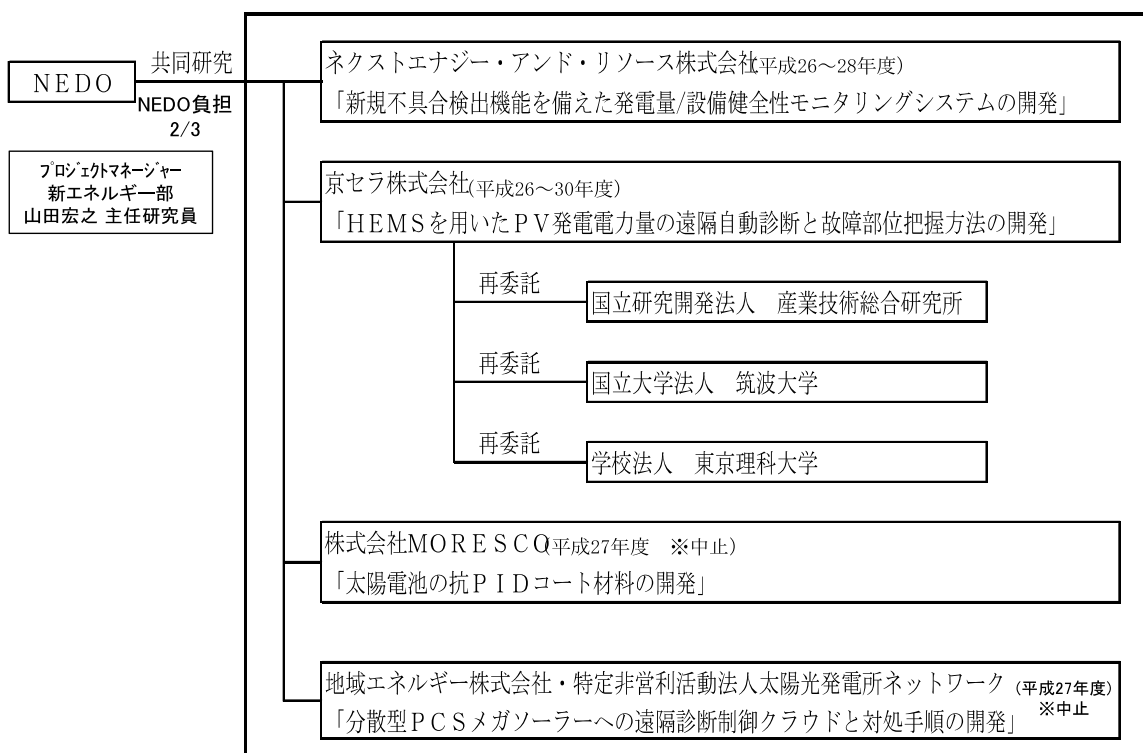 NEDO
共同研究
NEDO負担
2/3
プロジェクトマネージャー
新エネルギー部
山田宏之 主任研究員
ネクストエナジー・アンド・リソース株式会社(平成26～28年度)
「新規不具合検出機能を備えた発電量/設備健全性モニタリングシステムの開発」
京セラ株式会社(平成26～30年度)
「HEMSを用いたPV発電電力量の遠隔自動診断と故障部位把握方法の開発」
再委託
国立研究開発法人　産業技術総合研究所
再委託
国立大学法人　筑波大学
再委託
学校法人　東京理科大学
株式会社MORESCO(平成27年度　※中止)
「太陽電池の抗PIDコート材料の開発」
地域エネルギー株式会社・特定非営利活動法人太陽光発電所ネットワーク (平成27年度)
※中止
「分散型PCSメガソーラーへの遠隔診断制御クラウドと対処手順の開発」